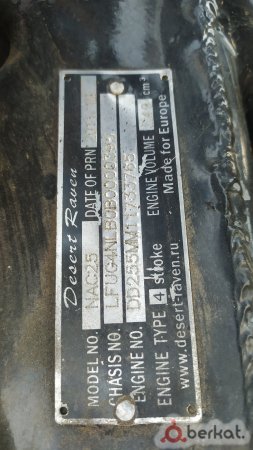 Desert Raven
MODEL NO. NAC25 DATE OF PRN
CHASIS NO.
ENGINE NO. ENGINE VOLUME cm³
ENGINE TYPE 4 stroke Made for Europe
www.desert-raven.ru
berkat.